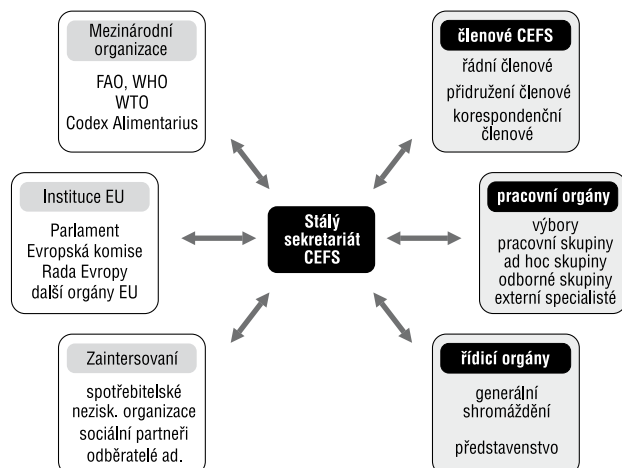 Mezinárodní
organizace
FAO, WHO
WTO
Codex Alimentarius
členové CEFS
řádní členové
přidružení členové
korespondenční
členové
Instituce EU
Parlament
Evropská komise
Rada Evropy
další orgány EU
Stálý
sekretariát
CEFS
pracovní orgány
výbory
pracovní skupiny
ad hoc skupiny
odborné skupiny
externí specialisté
Zaintersovaní
spotřebitelské
nezisk. organizace
sociální partneři
odběratelé ad.
řídicí orgány
generální
shromáždění
představenstvo